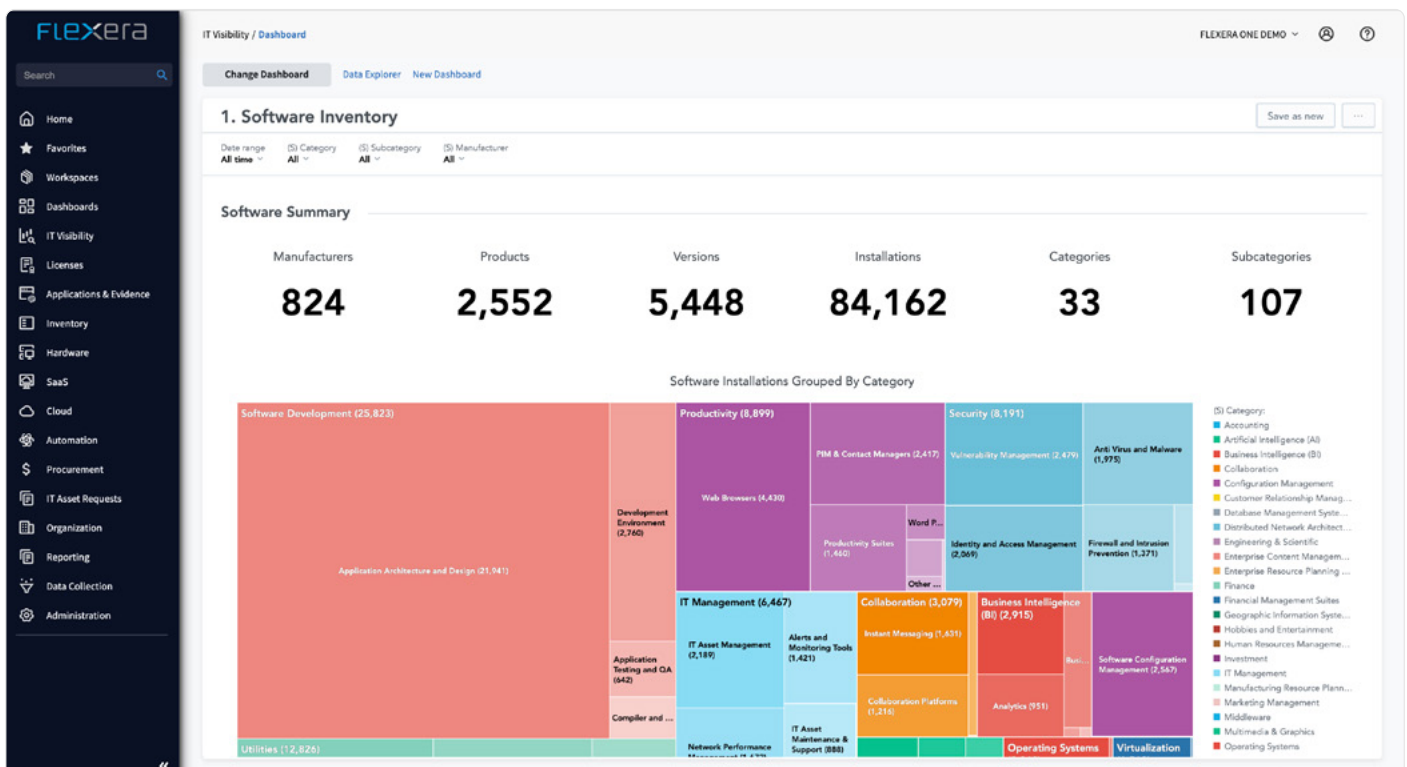 FLEXERA
Search
Home
Favorites
Workspaces
Dashboards
IT Visibility
Licenses
Applications & Evidence
Inventory
Hardware
SaaS
Cloud
Automation
Procurement
IT Asset Requests
Organization
Reporting
Data Collection
Administration
«
IT Visibility / Dashboard
FLEXERA ONE DEMO
Change Dashboard Data Explorer New Dashboard
1. Software Inventory
Save as new ...
Date range (S) Category (S) Subcategory (S) Manufacturer
All time All All All
Software Summary
Manufacturers Products Versions Installations Categories Subcategories
824 2,552 5,448 84,162 33 107
Software Installations Grouped By Category
Software Development (25,823)
Application Architecture and Design (21,941)
Development
Environment
(2,760)
Application
Testing and QA
(642)
Compiler and ...
Utilities (12,826)
Productivity (8,899)
Web Browsers (4,430)
PIM & Contact Managers (2,417)
Productivity Suites
(1,460)
Word P...
Other ...
Security (8,191)
Vulnerability Management (2,479)
Anti Virus and Malware
(1,975)
Identity and Access Management
(2,069)
Firewall and Intrusion
Prevention (1,371)
IT Management (6,467)
IT Asset Management
(2,189)
Alerts and
Monitoring Tools
(1,421)
Network Performance
IT Asset
Maintenance &
Support (888)
Collaboration (3,079)
Instant Messaging (1,631)
Collaboration Platforms
(1,216)
Business Intelligence
(BI) (2,915)
Busi...
Analytics (951)
Software Configuration
Management (2,567)
Operating Systems
Virtualization
(S) Category:
Accounting
Artificial Intelligence (AI)
Business Intelligence (BI)
Collaboration
Configuration Management
Customer Relationship Manag...
Database Management Syste...
Distributed Network Architect...
Engineering & Scientific
Enterprise Content Managem...
Enterprise Resource Planning ...
Finance
Financial Management Suites
Geographic Information Syste...
Hobbies and Entertainment
Human Resources Manageme...
Investment
IT Management
Manufacturing Resource Plann...
Marketing Management
Middleware
Multimedia & Graphics
Operating Systems